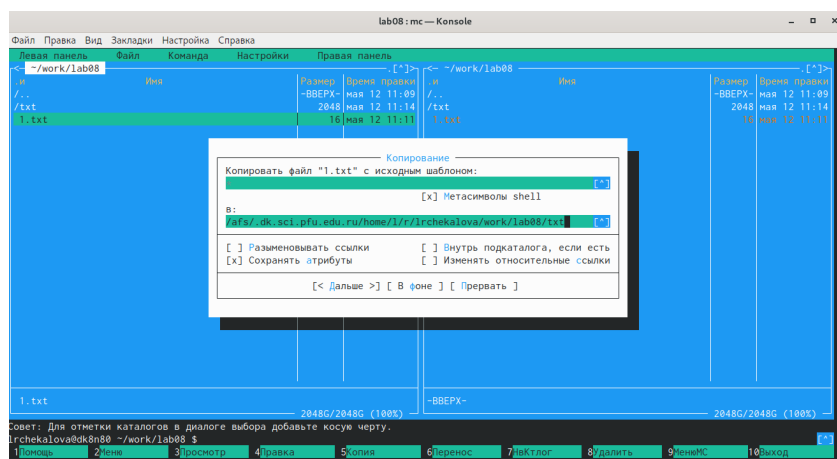 lab08 : mc — Konsole
Файл Правка Вид Закладки Настройка Справка
Левая панель Файл Команда Настройки Правая панель
<- ~/work/lab08 .[^]> <- ~/work/lab08 .[^]>
.и Имя Размер Время правки .и Имя Размер Время правки
/.. -ВВЕРХ- мая 12 11:09 /.. -ВВЕРХ- мая 12 11:09
/txt 2048 мая 12 11:14 /txt 2048 мая 12 11:14
1.txt 16 мая 12 11:11 1.txt 16 мая 12 11:11
Копирование
Копировать файл "1.txt" с исходным шаблоном:
[^]
[x] Метасимволы shell
в:
/afs/.dk.sci.pfu.edu.ru/home/l/r/lrchekalova/work/lab08/txt [^]
[ ] Разыменовывать ссылки [ ] Внутрь подкаталога, если есть
[x] Сохранять атрибуты [ ] Изменять относительные ссылки
[< Дальше >] [ В фоне ] [ Прервать ]
1.txt -ВВЕРХ-
2048G/2048G (100%) 2048G/2048G (100%)
Совет: Для отметки каталогов в диалоге выбора добавьте косую черту.
lrchekalova@dk8n80 ~/work/lab08 $ [^]
1Помощь 2Меню 3Просмотр 4Правка 5Копия 6Перенос 7НвКтлог 8Удалить 9МенюMC 10Выход